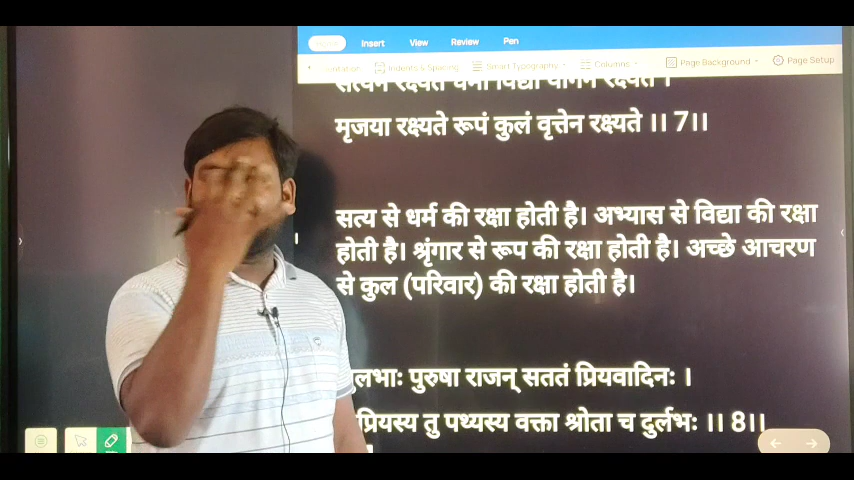 Insert View Review Pen
Indents & Spacing Smart Typography Columns Page Background Page Setup
मृजया रक्ष्यते रूपं कुलं वृत्तेन रक्ष्यते ।। 7।।
सत्य से धर्म की रक्षा होती है। अभ्यास से विद्या की रक्षा
होती है। श्रृंगार से रूप की रक्षा होती है। अच्छे आचरण
से कुल (परिवार) की रक्षा होती है।
पुरुषा राजन् सततं प्रियवादिनः ।
तु पथ्यस्य वक्ता श्रोता च दुर्लभः ।। 8।।